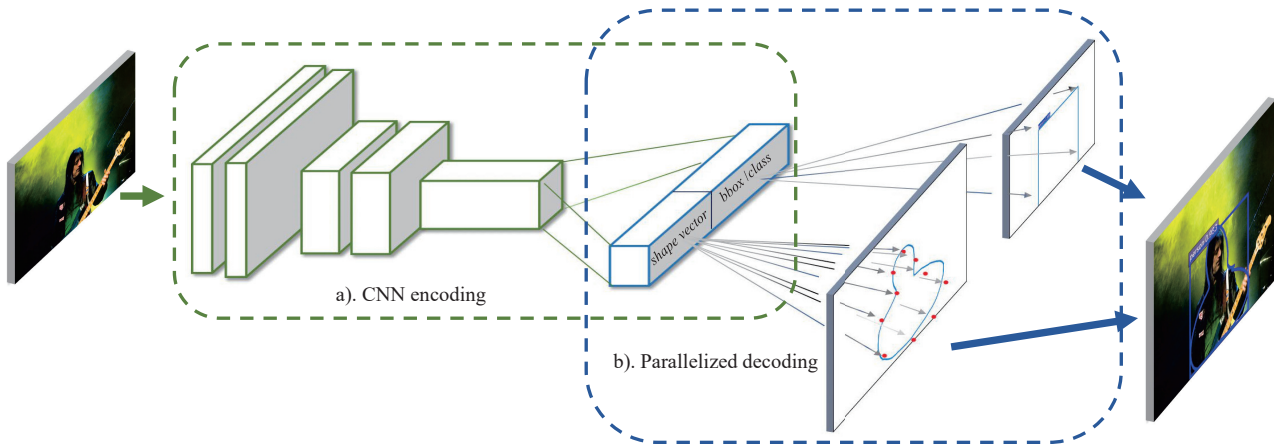 shape vector
bbox /class
a). CNN encoding
b). Parallelized decoding